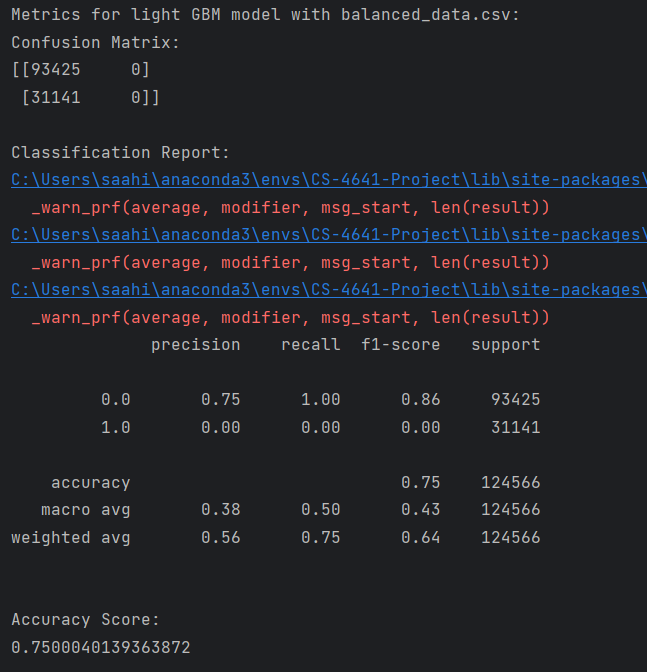 Metrics for light GBM model with balanced_data.csv:
Confusion Matrix:
[[93425     0]
 [31141     0]]
Classification Report:
C:\Users\saahi\anaconda3\envs\CS-4641-Project\lib\site-packages\
  _warn_prf(average, modifier, msg_start, len(result))
C:\Users\saahi\anaconda3\envs\CS-4641-Project\lib\site-packages\
  _warn_prf(average, modifier, msg_start, len(result))
C:\Users\saahi\anaconda3\envs\CS-4641-Project\lib\site-packages\
  _warn_prf(average, modifier, msg_start, len(result))
              precision    recall  f1-score   support
         0.0       0.75      1.00      0.86     93425
         1.0       0.00      0.00      0.00     31141
    accuracy                           0.75    124566
   macro avg       0.38      0.50      0.43    124566
weighted avg       0.56      0.75      0.64    124566
Accuracy Score:
0.7500040139363872